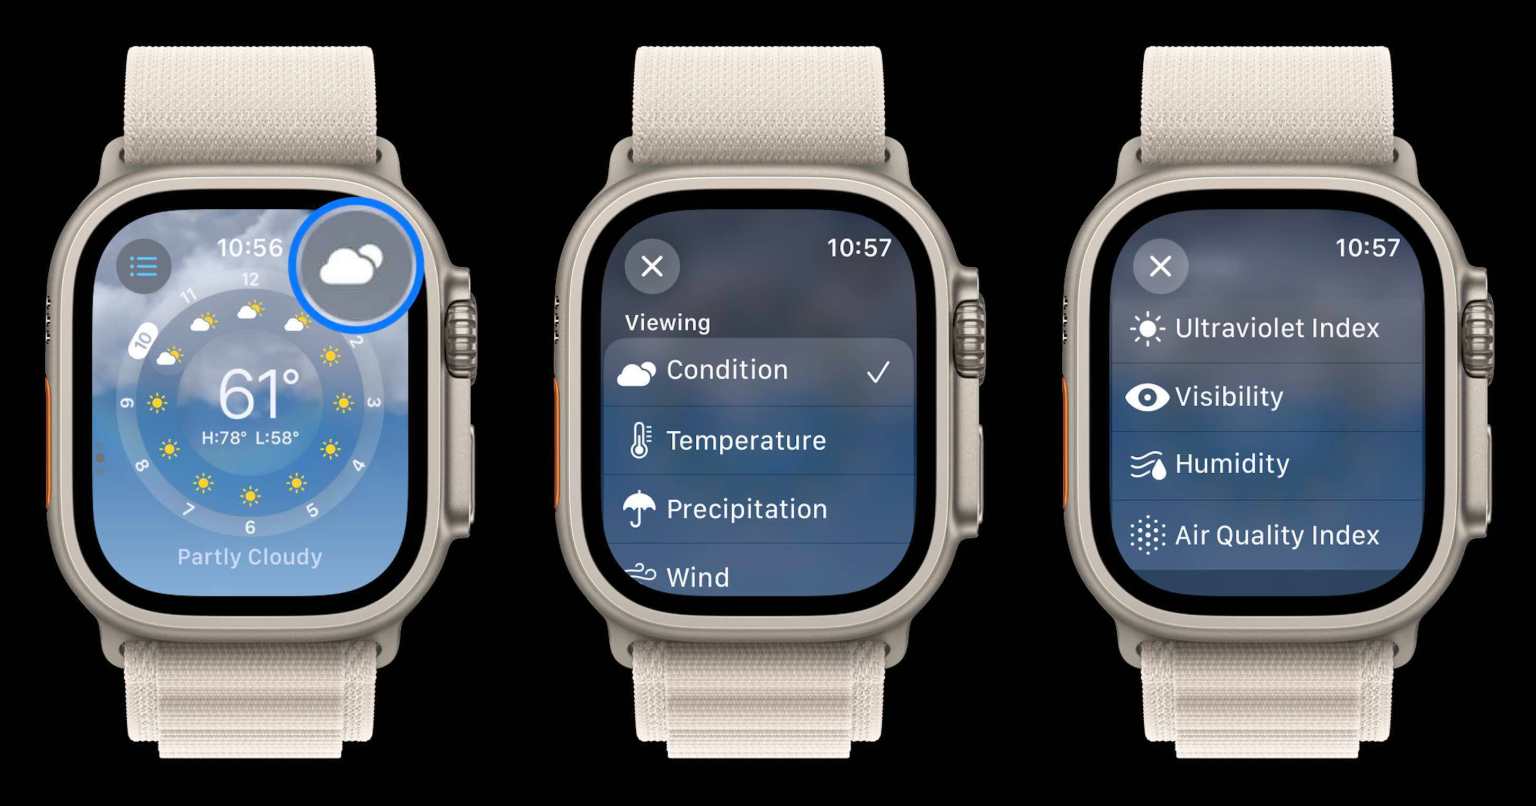 10:56
12
11
10
2
61°
9
3
H:78° L:58°
8
4
7
5
6
Partly Cloudy
10:57
Viewing
Condition
Temperature
Precipitation
Wind
10:57
Ultraviolet Index
Visibility
Humidity
Air Quality Index